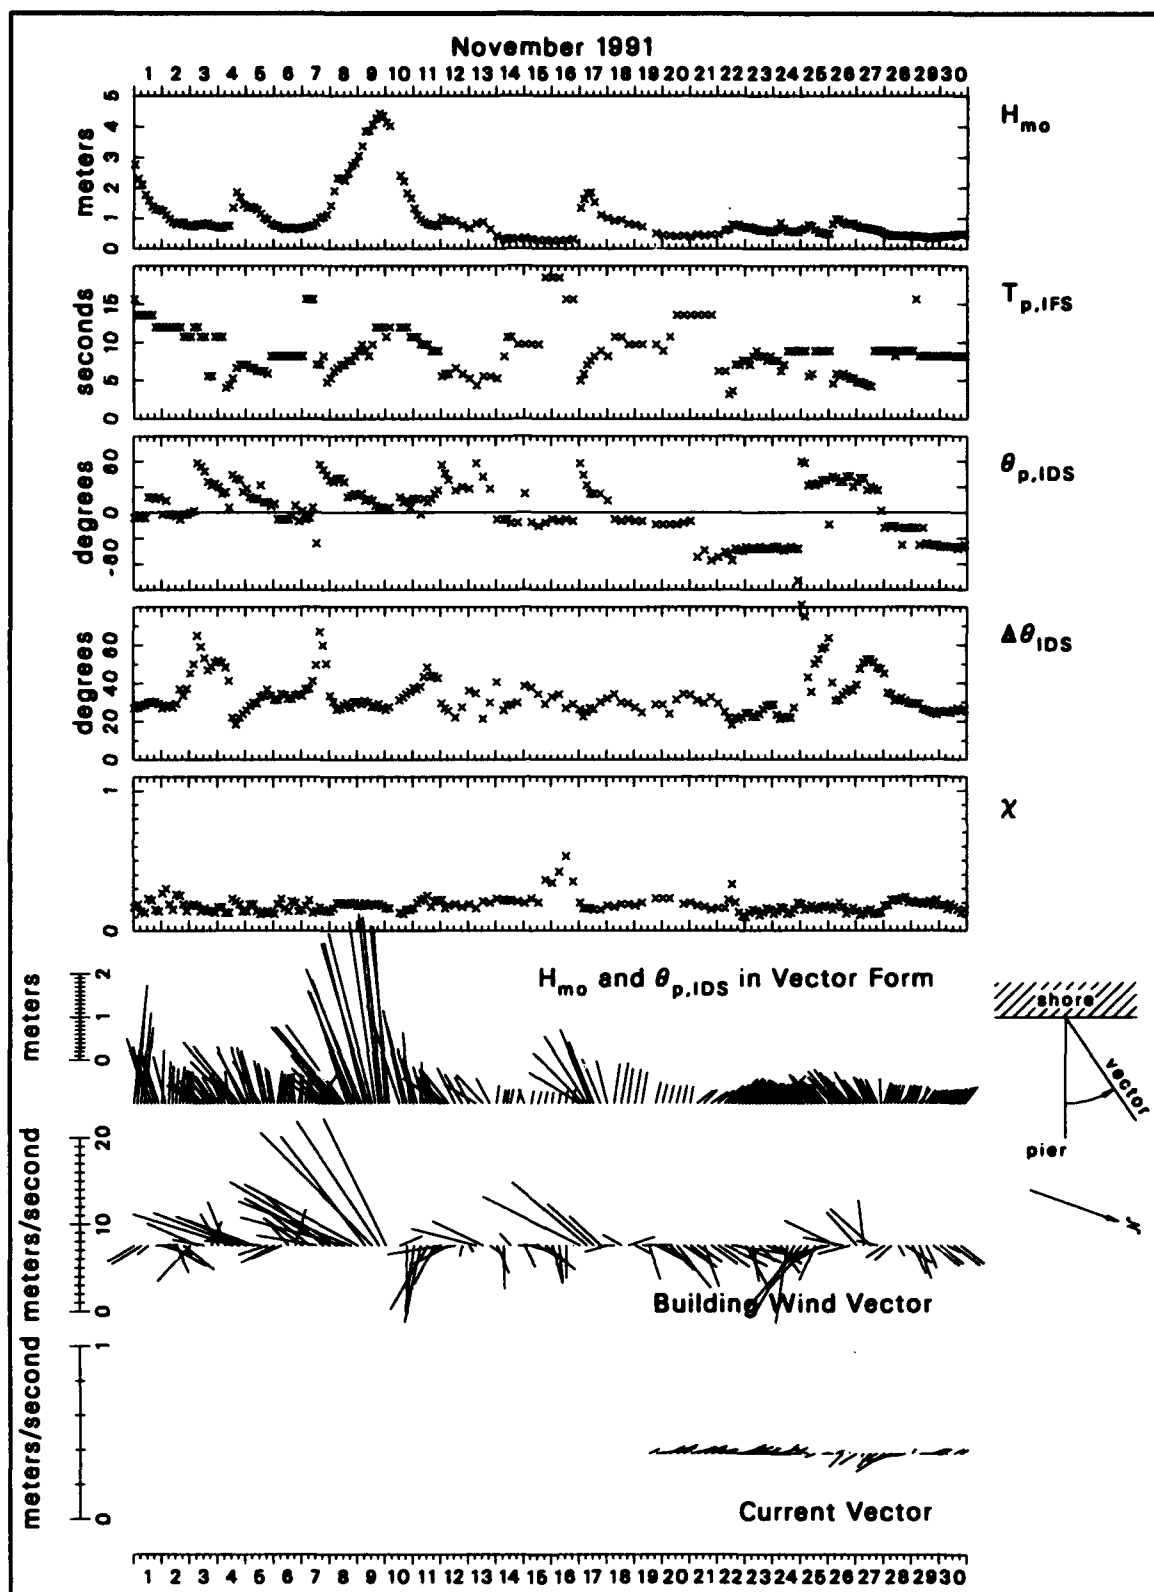 November 1991
1 2 3 4 5 6 7 8 9 10 11 12 13 14 15 16 17 18 19 20 21 22 23 24 25 26 27 28 29 30
5
4
3
2
1
0
meters
H mo
15
10
5
0
seconds
T p,IFS
60
0
-60
degrees
θ p,IDS
60
40
20
0
degrees
Δθ IDS
1
0
χ
2
1
0
meters
H mo and θ p,IDS in Vector Form
shore
vector
pier
N
20
10
0
meters/second
Building Wind Vector
1
0
meters/second
Current Vector
1 2 3 4 5 6 7 8 9 10 11 12 13 14 15 16 17 18 19 20 21 22 23 24 25 26 27 28 29 30